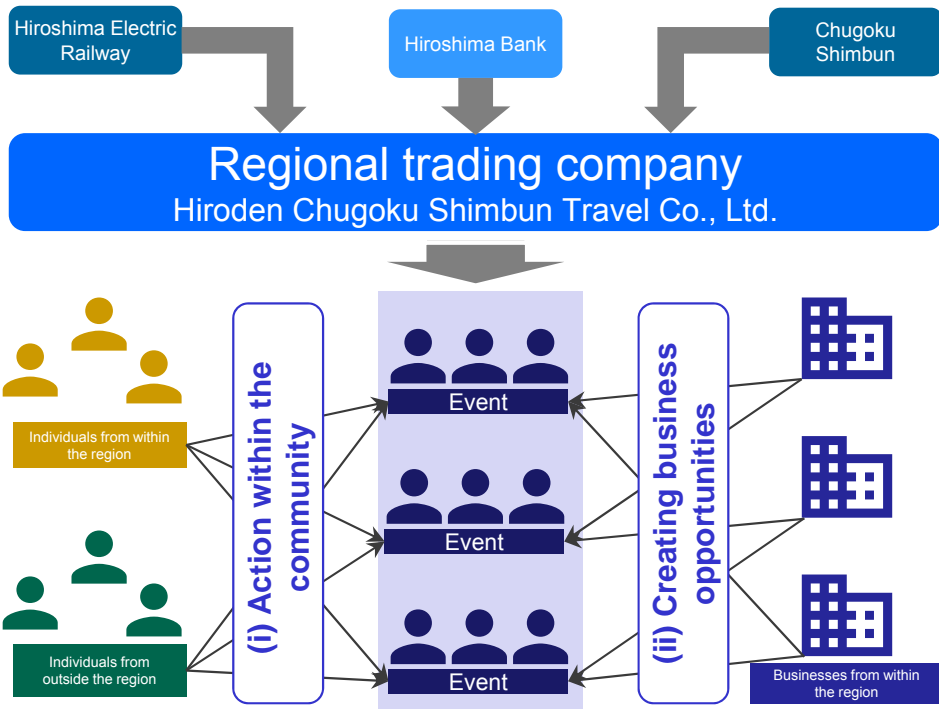 Hiroshima Electric
Railway
Hiroshima Bank
Chugoku
Shimbun
Regional trading company
Hiroden Chugoku Shimbun Travel Co., Ltd.
Individuals from within
the region
Individuals from
outside the region
(i) Action within the
community
Event
Event
Event
(ii) Creating business
opportunities
Businesses from within
the region